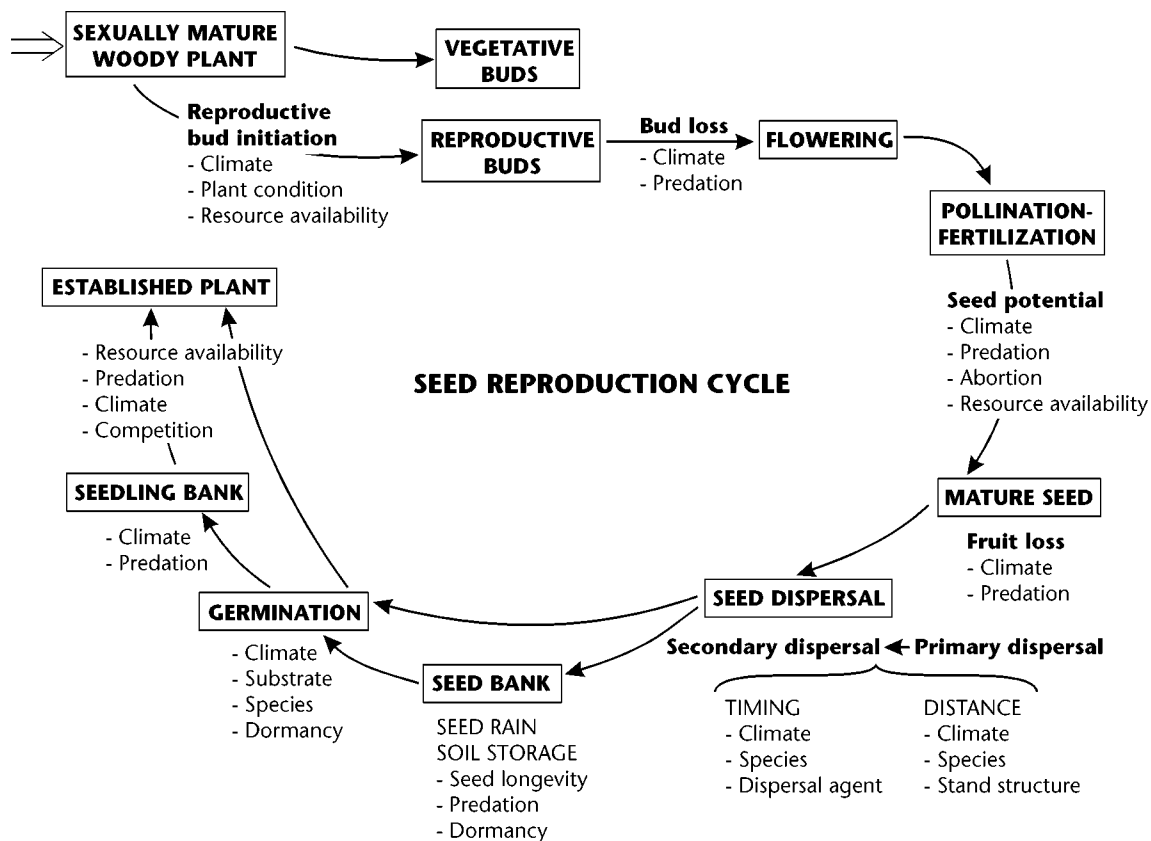 SEXUALLY MATURE
WOODY PLANT
VEGETATIVE
BUDS
Reproductive
bud initiation
- Climate
- Plant condition
- Resource availability
REPRODUCTIVE
BUDS
Bud loss
- Climate
- Predation
FLOWERING
POLLINATION-
FERTILIZATION
Seed potential
- Climate
- Predation
- Abortion
- Resource availability
MATURE SEED
Fruit loss
- Climate
- Predation
SEED DISPERSAL
Secondary dispersal
Primary dispersal
TIMING
- Climate
- Species
- Dispersal agent
DISTANCE
- Climate
- Species
- Stand structure
SEED BANK
SEED RAIN
SOIL STORAGE
- Seed longevity
- Predation
- Dormancy
GERMINATION
- Climate
- Substrate
- Species
- Dormancy
SEEDLING BANK
- Climate
- Predation
ESTABLISHED PLANT
- Resource availability
- Predation
- Climate
- Competition
SEED REPRODUCTION CYCLE